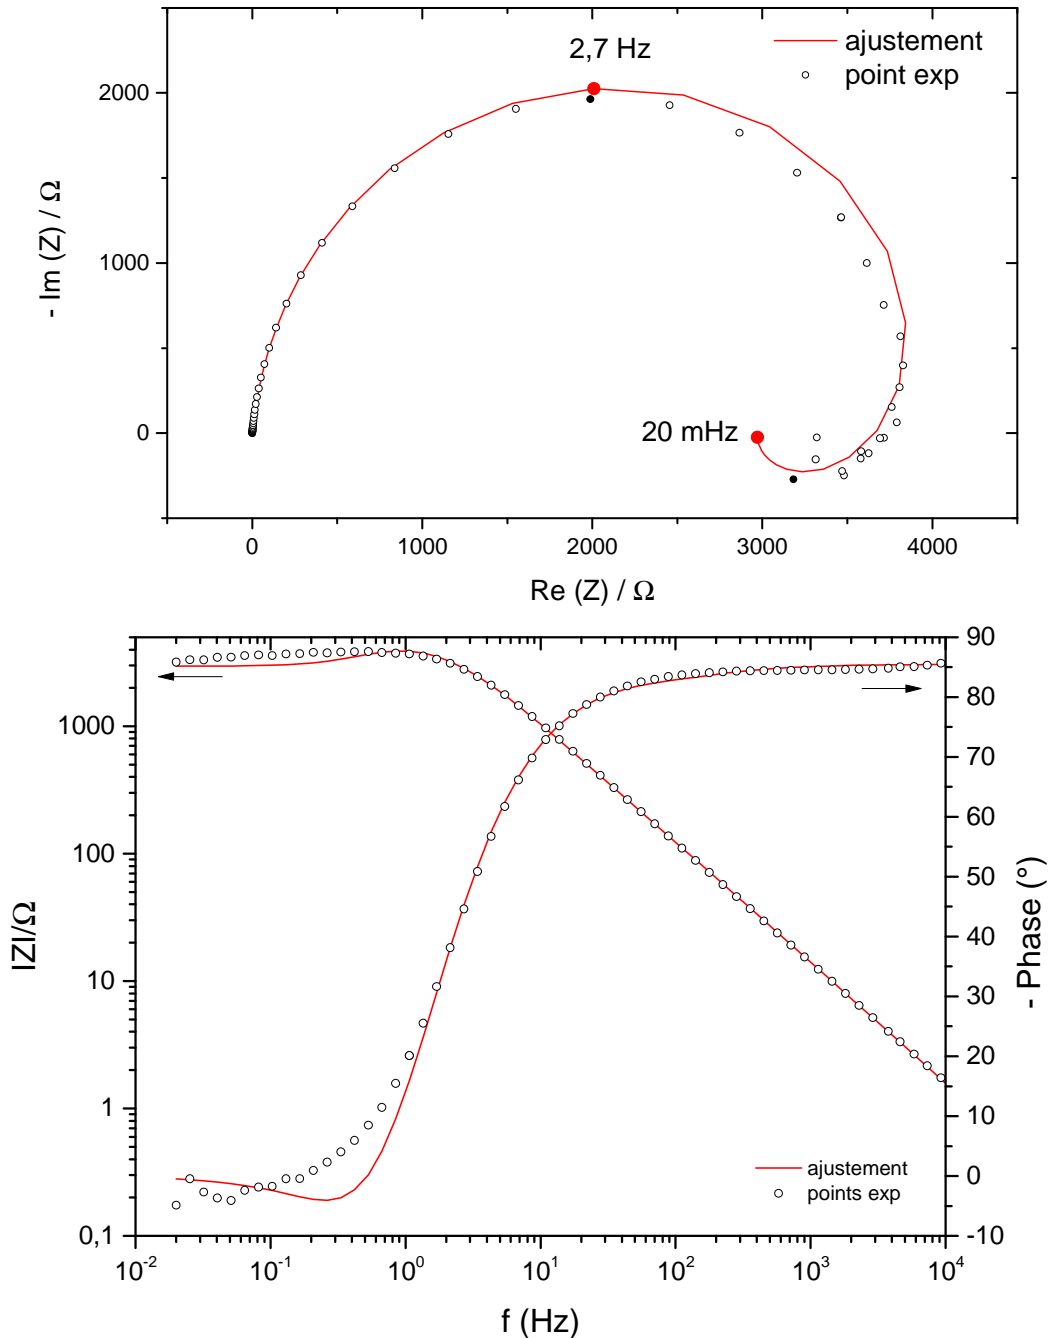 2,7 Hz
ajustement
point exp
2000
1000
0
- Im (Z) / Ω
20 mHz
0
1000
2000
3000
4000
Re (Z) / Ω
1000
100
10
1
0,1
|Z|/Ω
90
80
70
60
50
40
30
20
10
0
-10
- Phase (°)
ajustement
points exp
10⁻²
10⁻¹
10⁰
10¹
10²
10³
10⁴
f (Hz)